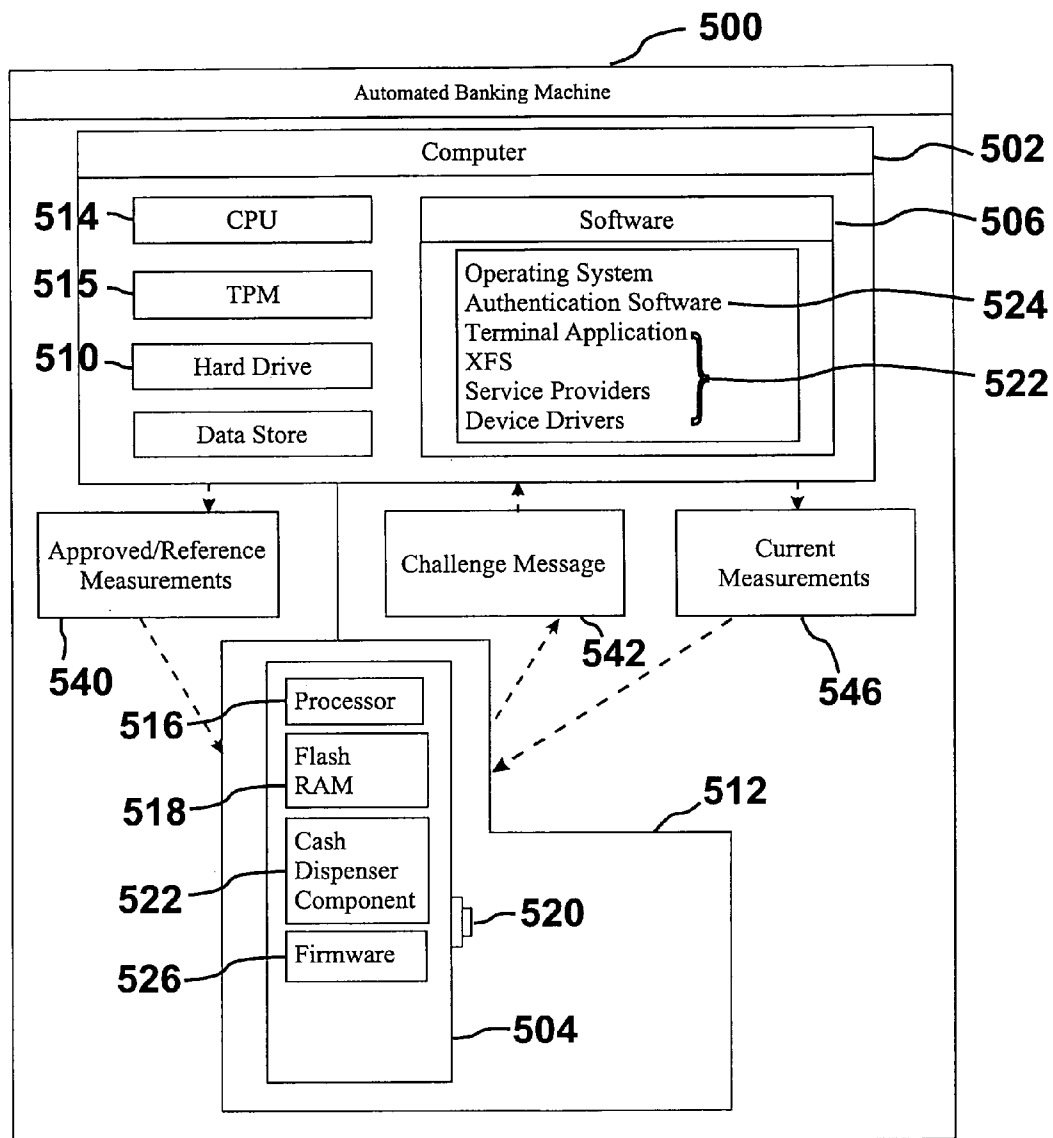 500
Automated Banking Machine
Computer
502
514
CPU
Software
506
515
TPM
Operating System
Authentication Software
524
510
Hard Drive
Terminal Application
XFS
522
Service Providers
Data Store
Device Drivers
Approved/Reference
Measurements
Challenge Message
Current
Measurements
540
542
546
516
Processor
518
Flash
RAM
512
522
Cash
Dispenser
Component
520
526
Firmware
504